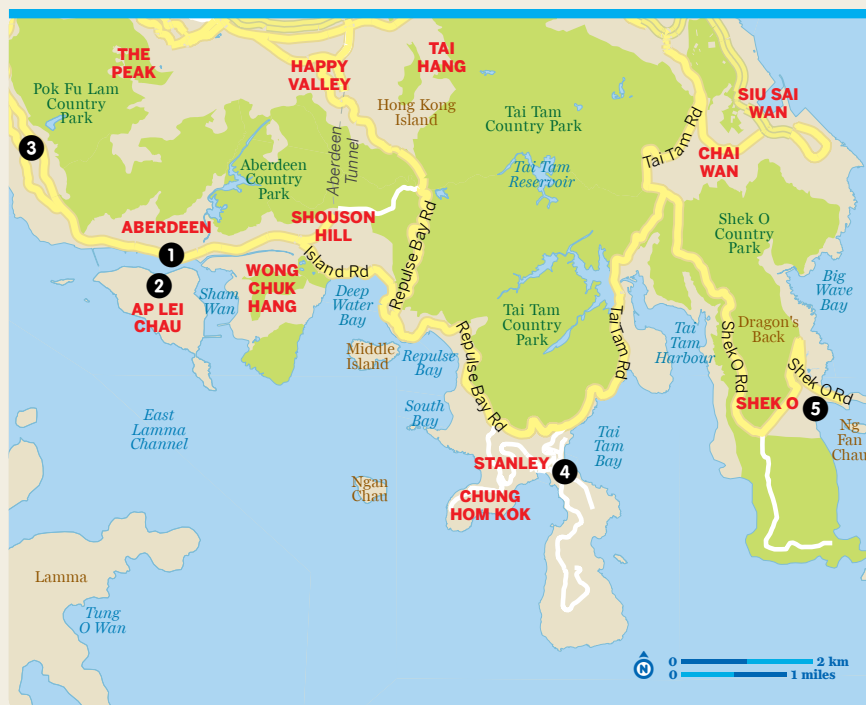 THE
PEAK
Pok Fu Lam
Country
Park
HAPPY
VALLEY
TAI
HANG
Hong Kong
Island
Tai Tam
Country Park
Tai Tam
Reservoir
Tai Tam Rd
SIU SAI
WAN
CHAI
WAN
3
Aberdeen
Tunnel
Aberdeen
Country
Park
Shek O
Country
Park
ABERDEEN
1
SHOUSON
HILL
Island Rd
Repulse Bay Rd
2
AP LEI
CHAU
Sham
Wan
WONG
CHUK
HANG
Deep
Water
Bay
Middle
Island
Repulse
Bay
Repulse Bay Rd
Tai Tam
Country
Park
Tai Tam Rd
Tai
Tam
Harbour
Big
Wave
Bay
Dragon's
Back
Shek O Rd
Shek O Rd
SHEK O
5
Ng
Fan
Chau
East
Lamma
Channel
South
Bay
Tai
Tam
Bay
STANLEY
4
Ngan
Chau
CHUNG
HOM KOK
Lamma
Tung
O Wan
N
0 2 km
0 1 miles